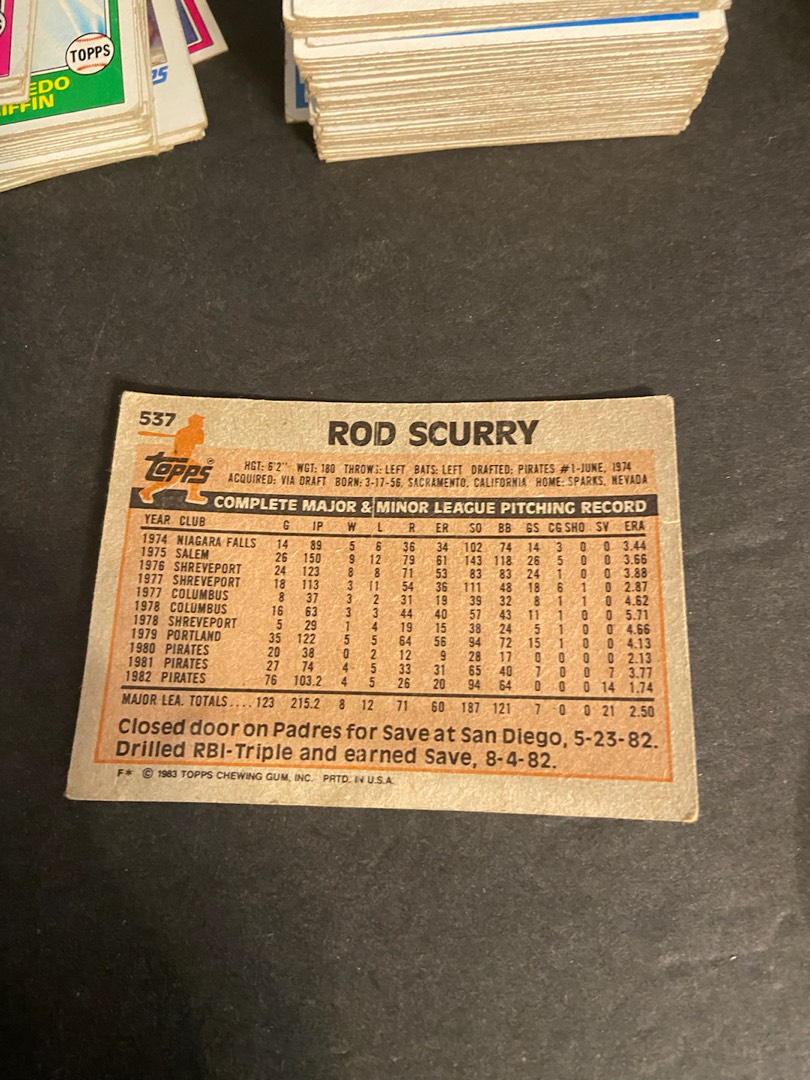 TOPPS
EDO
IFFIN
537
ROD SCURRY
Topps
HGT: 6'2" WGT: 180 THROWS: LEFT BATS: LEFT DRAFTED: PIRATES #1-JUNE, 1974
ACQUIRED: VIA DRAFT BORN: 3-17-56, SACRAMENTO, CALIFORNIA HOME: SPARKS, NEVADA
COMPLETE MAJOR & MINOR LEAGUE PITCHING RECORD
YEAR CLUB G IP W L R ER SO BB GS CG SHO SV ERA
1974 NIAGARA FALLS 14 89 5 6 36 34 102 74 14 3 0 0 3.44
1975 SALEM 26 150 9 12 79 61 143 118 26 5 0 0 3.66
1976 SHREVEPORT 24 123 8 8 71 53 83 83 24 1 0 0 3.88
1977 SHREVEPORT 18 113 3 11 54 36 111 48 18 6 1 0 2.87
1977 COLUMBUS 8 37 3 2 31 19 39 32 8 1 1 0 4.62
1978 COLUMBUS 16 63 3 3 44 40 57 43 11 1 1 0 5.71
1978 SHREVEPORT 5 29 1 4 19 15 38 24 5 1 0 0 4.66
1979 PORTLAND 35 122 5 5 64 56 94 72 15 1 0 0 4.13
1980 PIRATES 20 38 0 2 12 9 28 17 0 0 0 0 2.13
1981 PIRATES 27 74 4 5 33 31 65 40 7 0 0 7 3.77
1982 PIRATES 76 103.2 4 5 26 20 94 64 0 0 0 14 1.74
MAJOR LEA. TOTALS.... 123 215.2 8 12 71 60 187 121 7 0 0 21 2.50
Closed door on Padres for Save at San Diego, 5-23-82.
Drilled RBI-Triple and earned Save, 8-4-82.
F* © 1983 TOPPS CHEWING GUM, INC. PRTD. IN U.S.A.